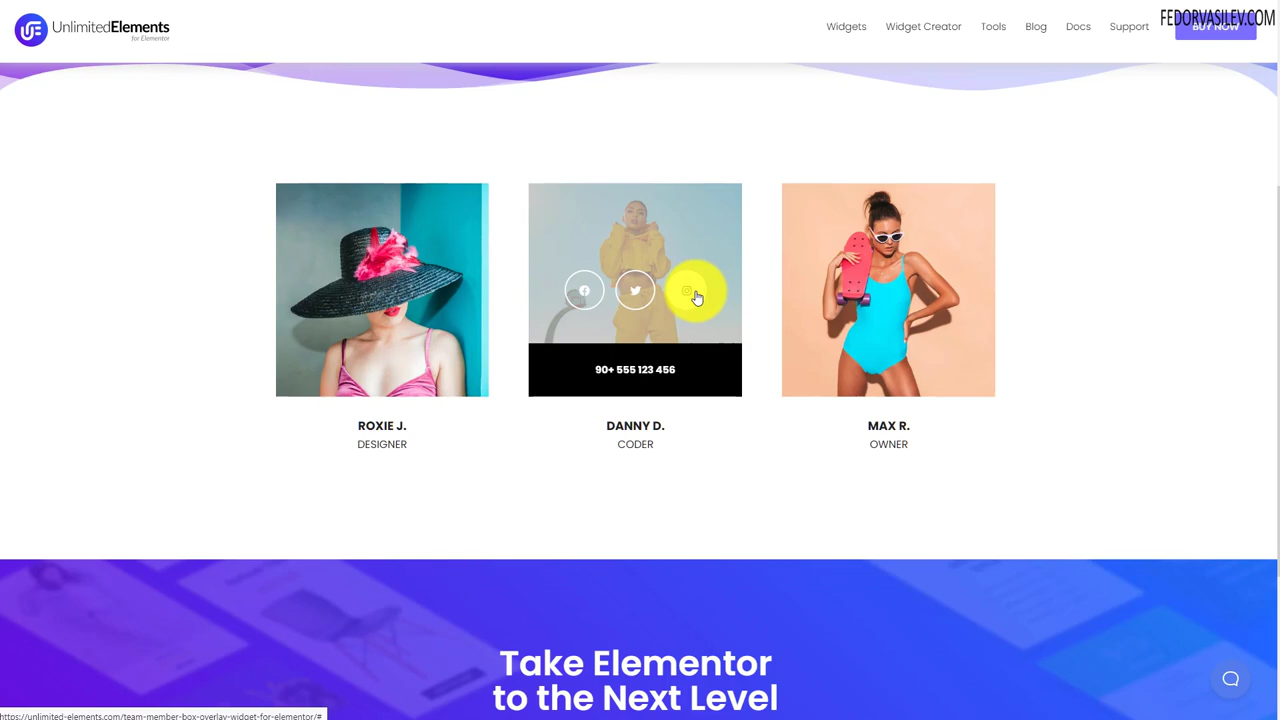 UnlimitedElements
for Elementor
Widgets Widget Creator Tools Blog Docs Support BUY NOW
FEDORVASILEV.COM
90+ 555 123 456
ROXIE J. DANNY D. MAX R.
DESIGNER CODER OWNER
Take Elementor
to the Next Level
https://unlimited-elements.com/team-member-box-overlay-widget-for-elementor/#